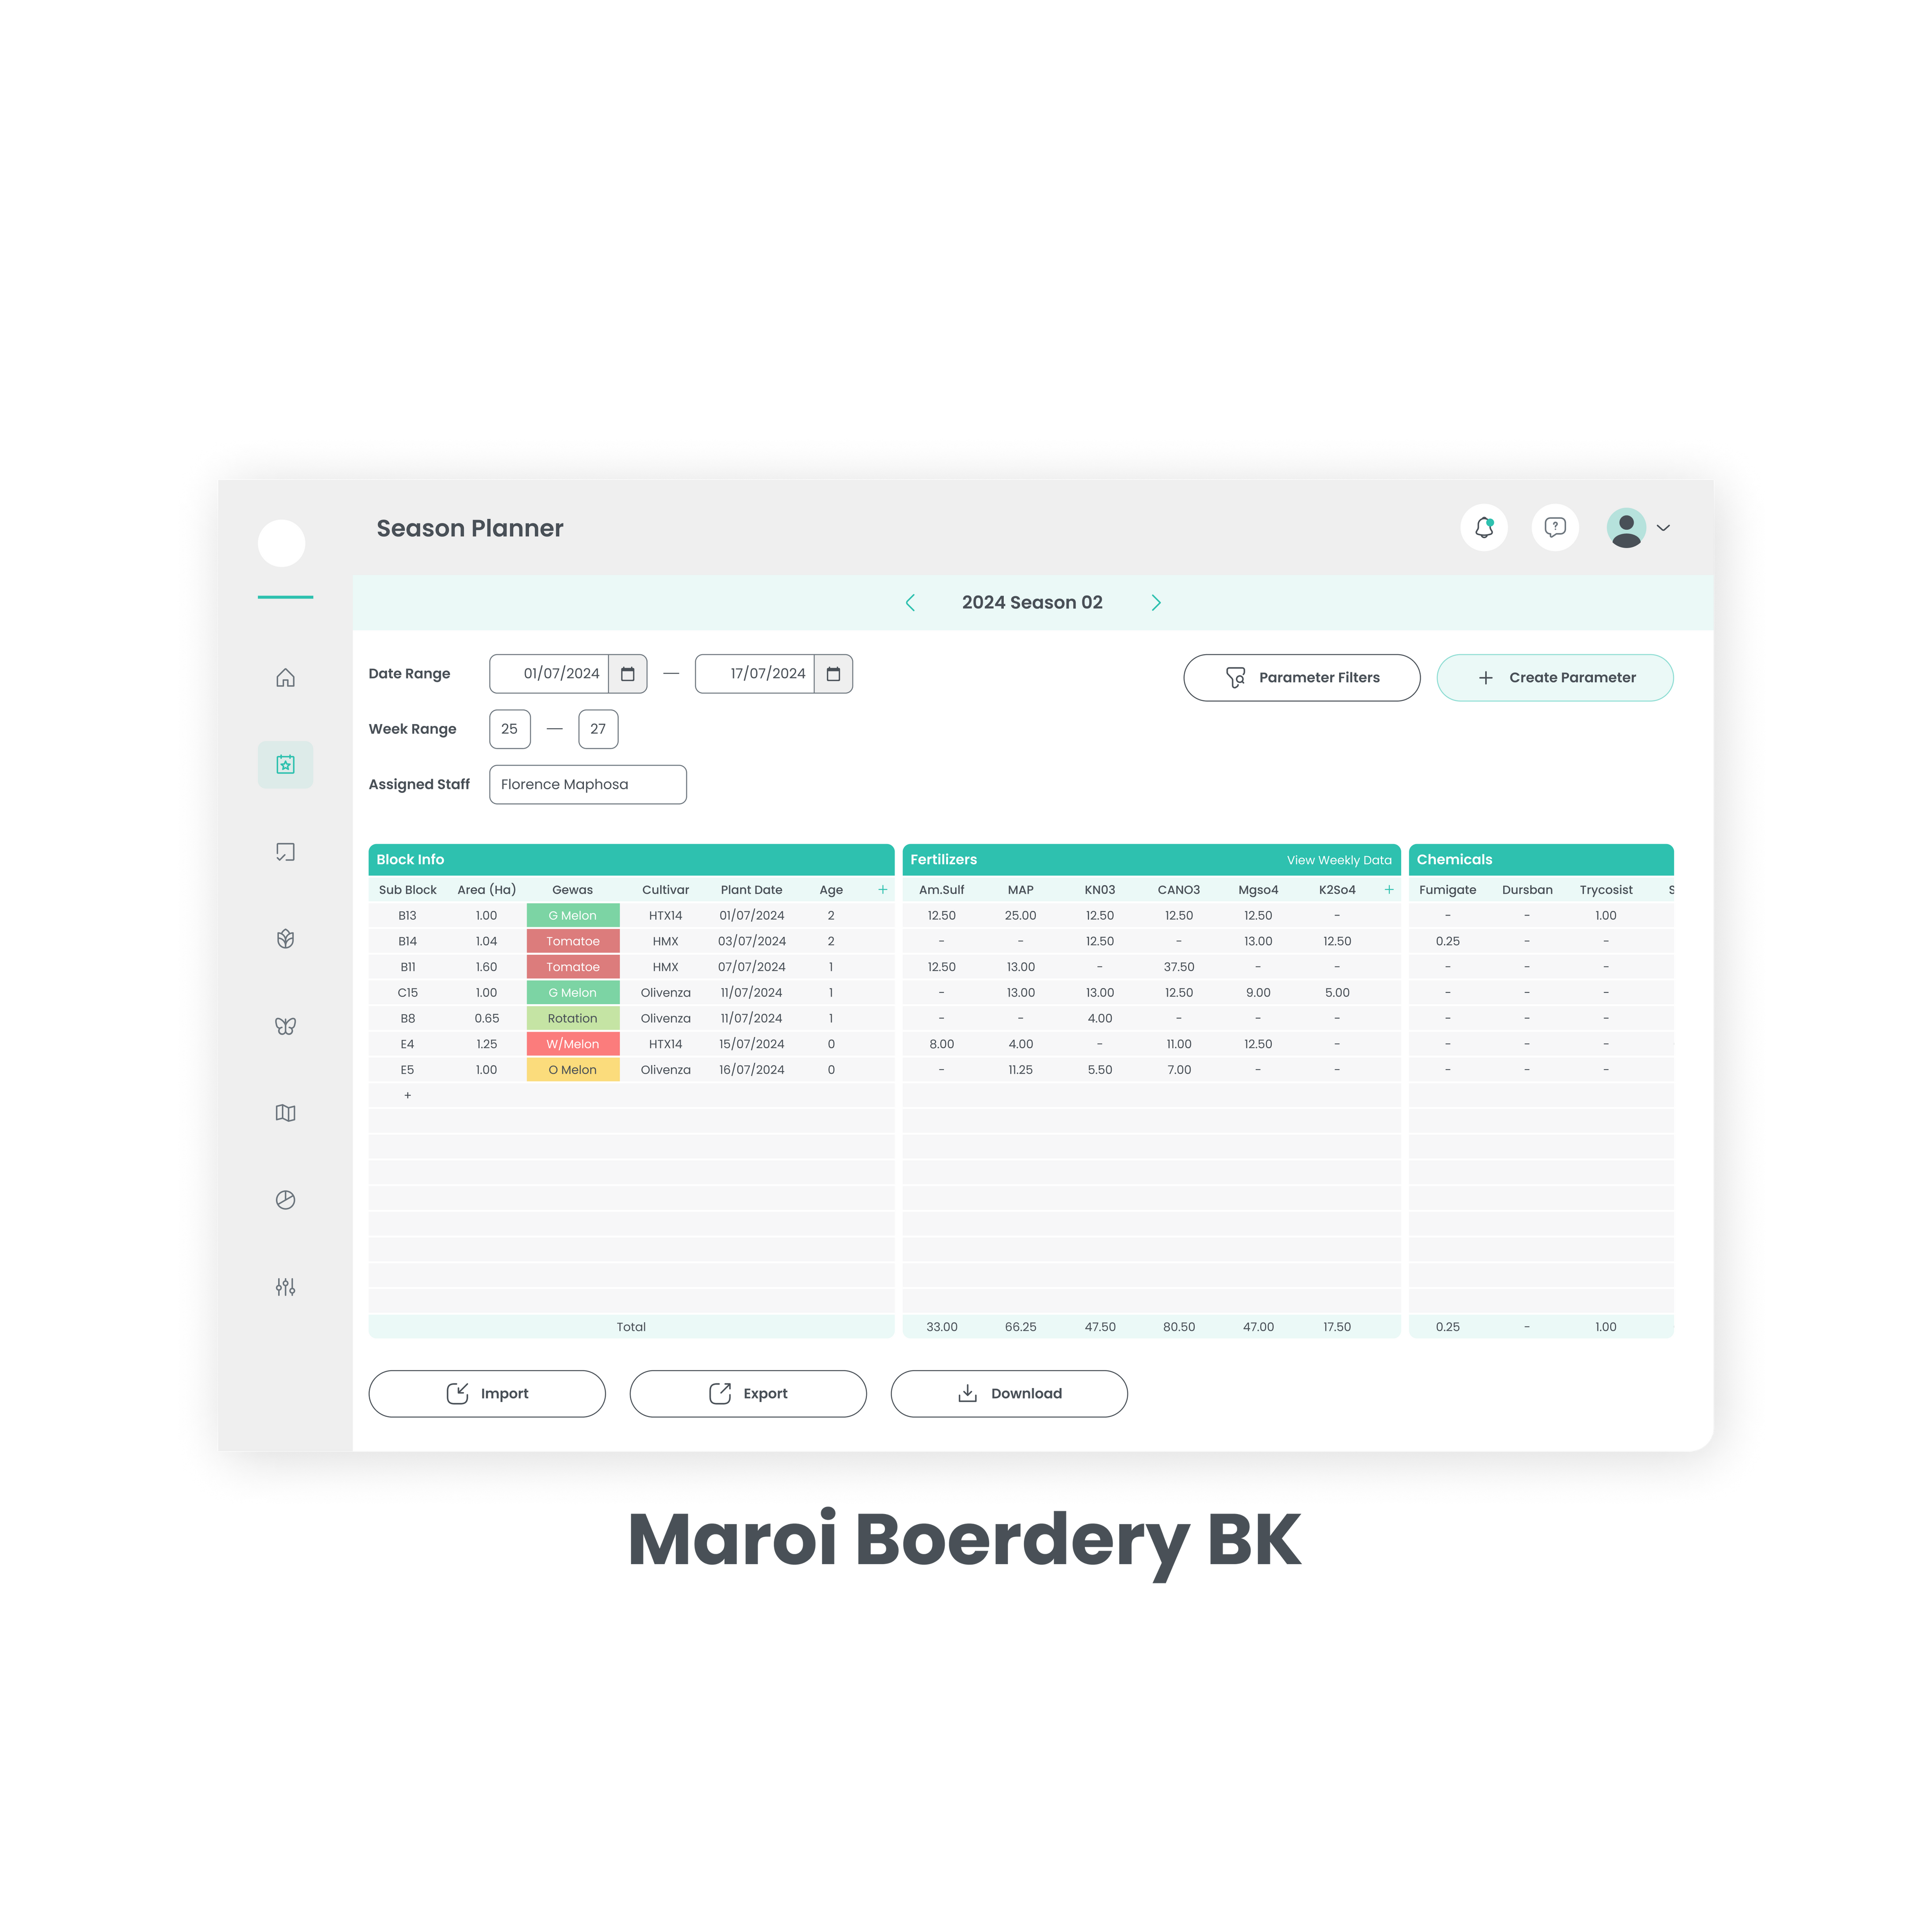 Season Planner
2024 Season 02
Date Range 01/07/2024 — 17/07/2024 Parameter Filters + Create Parameter
Week Range 25 — 27
Assigned Staff Florence Maphosa
Block Info Fertilizers View Weekly Data Chemicals
Sub Block Area (Ha) Gewas Cultivar Plant Date Age + Am.Sulf MAP KN03 CANO3 Mgso4 K2So4 + Fumigate Dursban Trycosist S
B13 1.00 G Melon HTX14 01/07/2024 2 12.50 25.00 12.50 12.50 12.50 - - - 1.00
B14 1.04 Tomatoe HMX 03/07/2024 2 - - 12.50 - 13.00 12.50 0.25 - -
B11 1.60 Tomatoe HMX 07/07/2024 1 12.50 13.00 - 37.50 - - - - -
C15 1.00 G Melon Olivenza 11/07/2024 1 - 13.00 13.00 12.50 9.00 5.00 - - -
B8 0.65 Rotation Olivenza 11/07/2024 1 - - 4.00 - - - - - -
E4 1.25 W/Melon HTX14 15/07/2024 0 8.00 4.00 - 11.00 12.50 - - - -
E5 1.00 O Melon Olivenza 16/07/2024 0 - 11.25 5.50 7.00 - - - - -
+
Total 33.00 66.25 47.50 80.50 47.00 17.50 0.25 - 1.00
Import Export Download
Maroi Boerdery BK